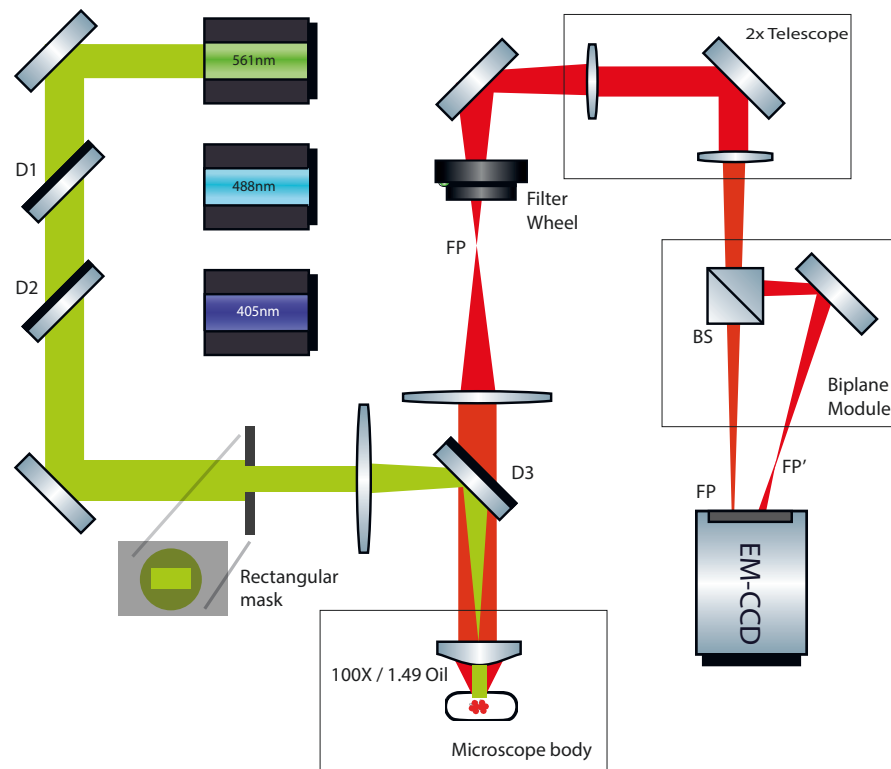 561nm
2x Telescope
D1
488nm
Filter
Wheel
FP
D2
405nm
BS
Biplane
Module
D3
FP'
FP
EM-CCD
Rectangular
mask
100X / 1.49 Oil
Microscope body